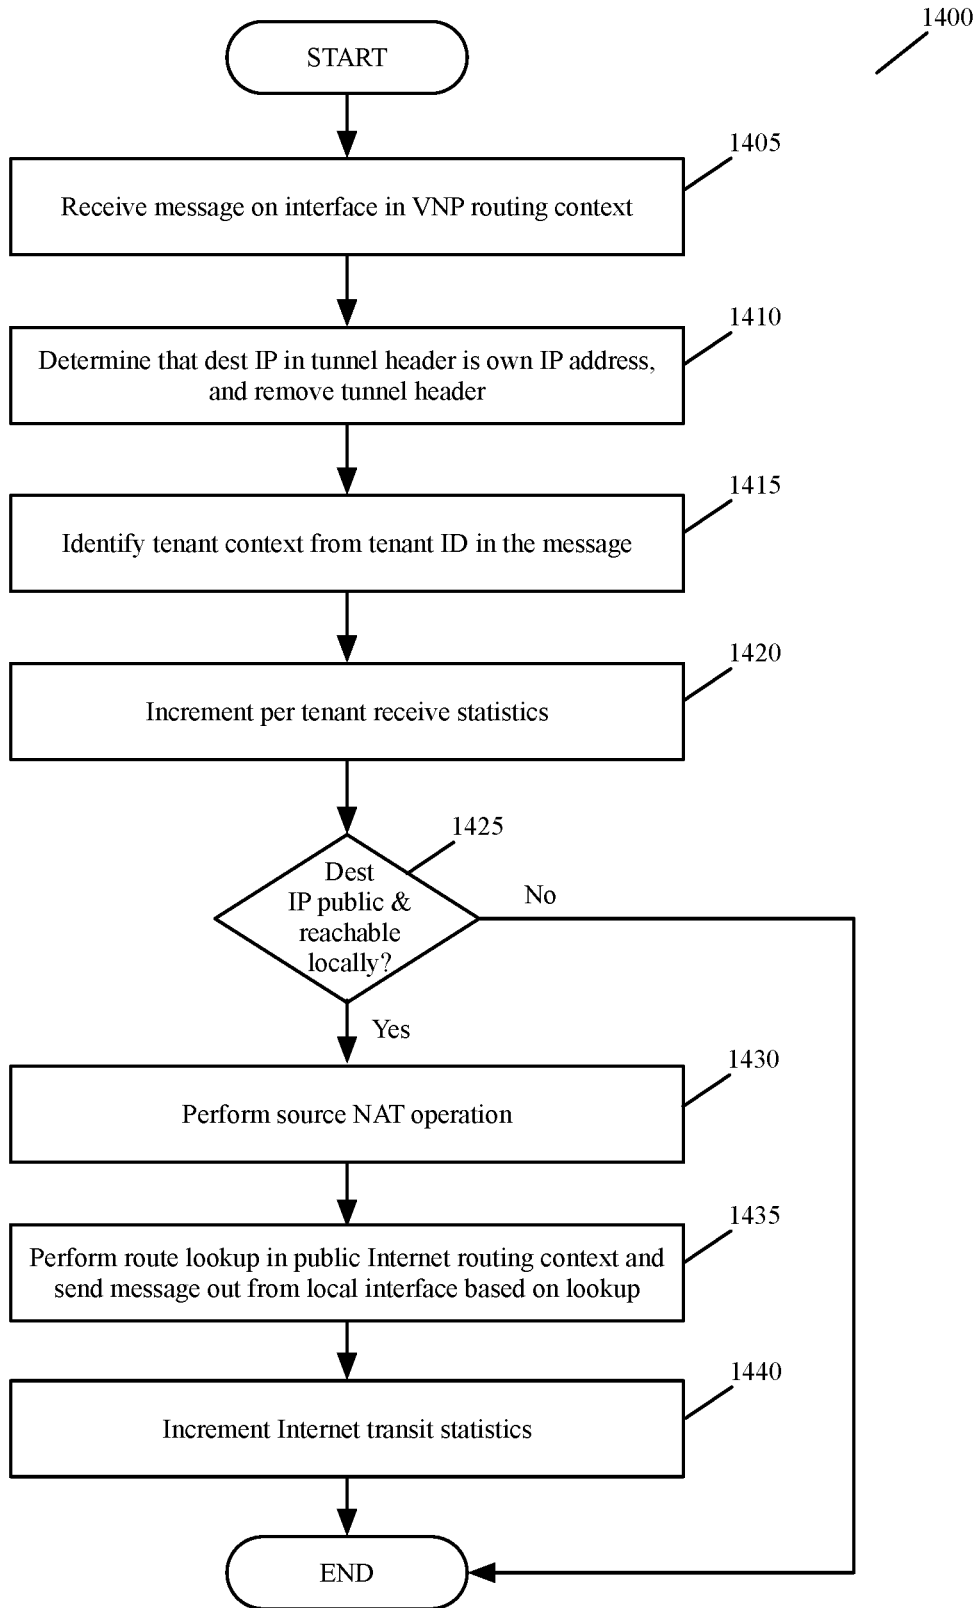 1400
START
1405
Receive message on interface in VNP routing context
1410
Determine that dest IP in tunnel header is own IP address,
and remove tunnel header
1415
Identify tenant context from tenant ID in the message
1420
Increment per tenant receive statistics
1425
Dest
IP public &
reachable
locally?
No
Yes
1430
Perform source NAT operation
1435
Perform route lookup in public Internet routing context and
send message out from local interface based on lookup
1440
Increment Internet transit statistics
END